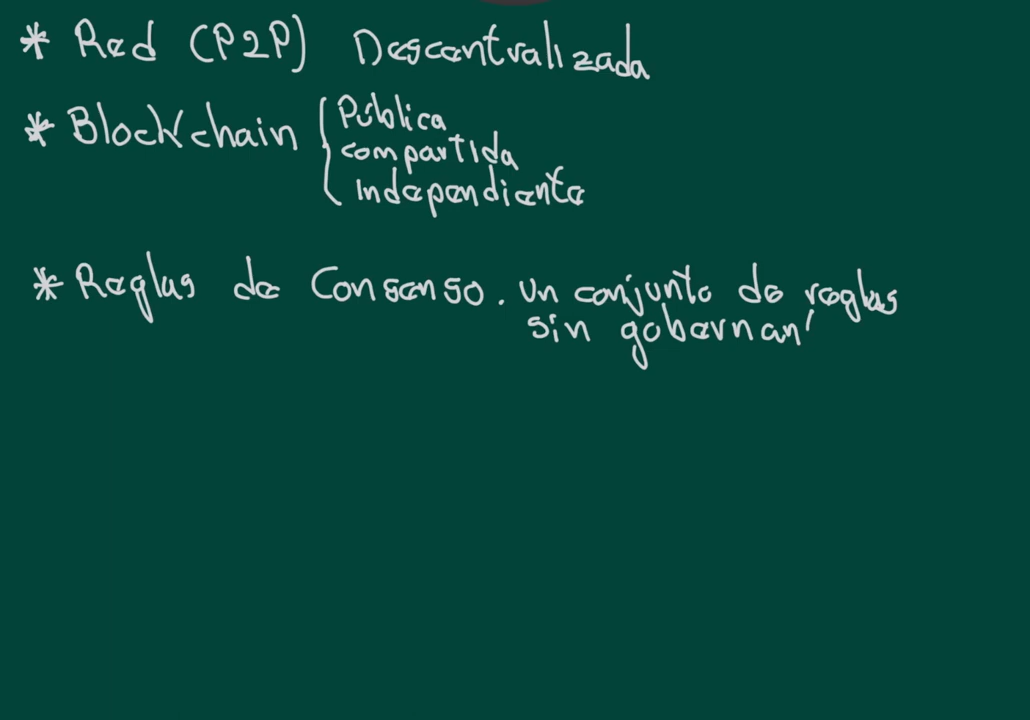 * Red (P2P) Descentralizada
* Blockchain { Pública
compartida
Independiente
* Reglas de Consenso. Un conjunto de reglas
sin gobernan